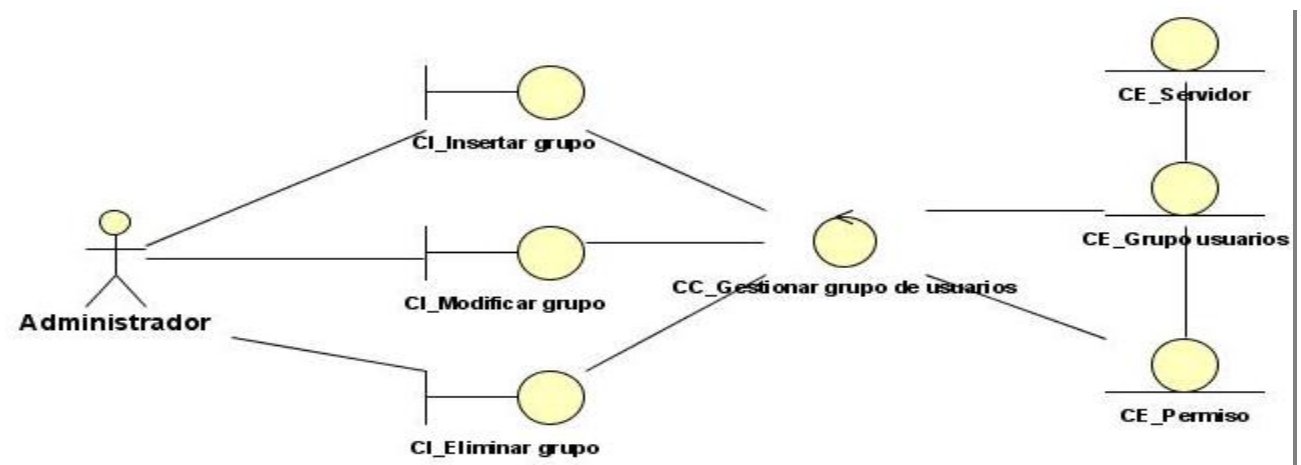 CE_Servidor
CI_Insertar grupo
CE_Grupo usuarios
CC_Gestionar grupo de usuarios
CI_Modificar grupo
Administrador
CE_Permiso
CI_Eliminar grupo